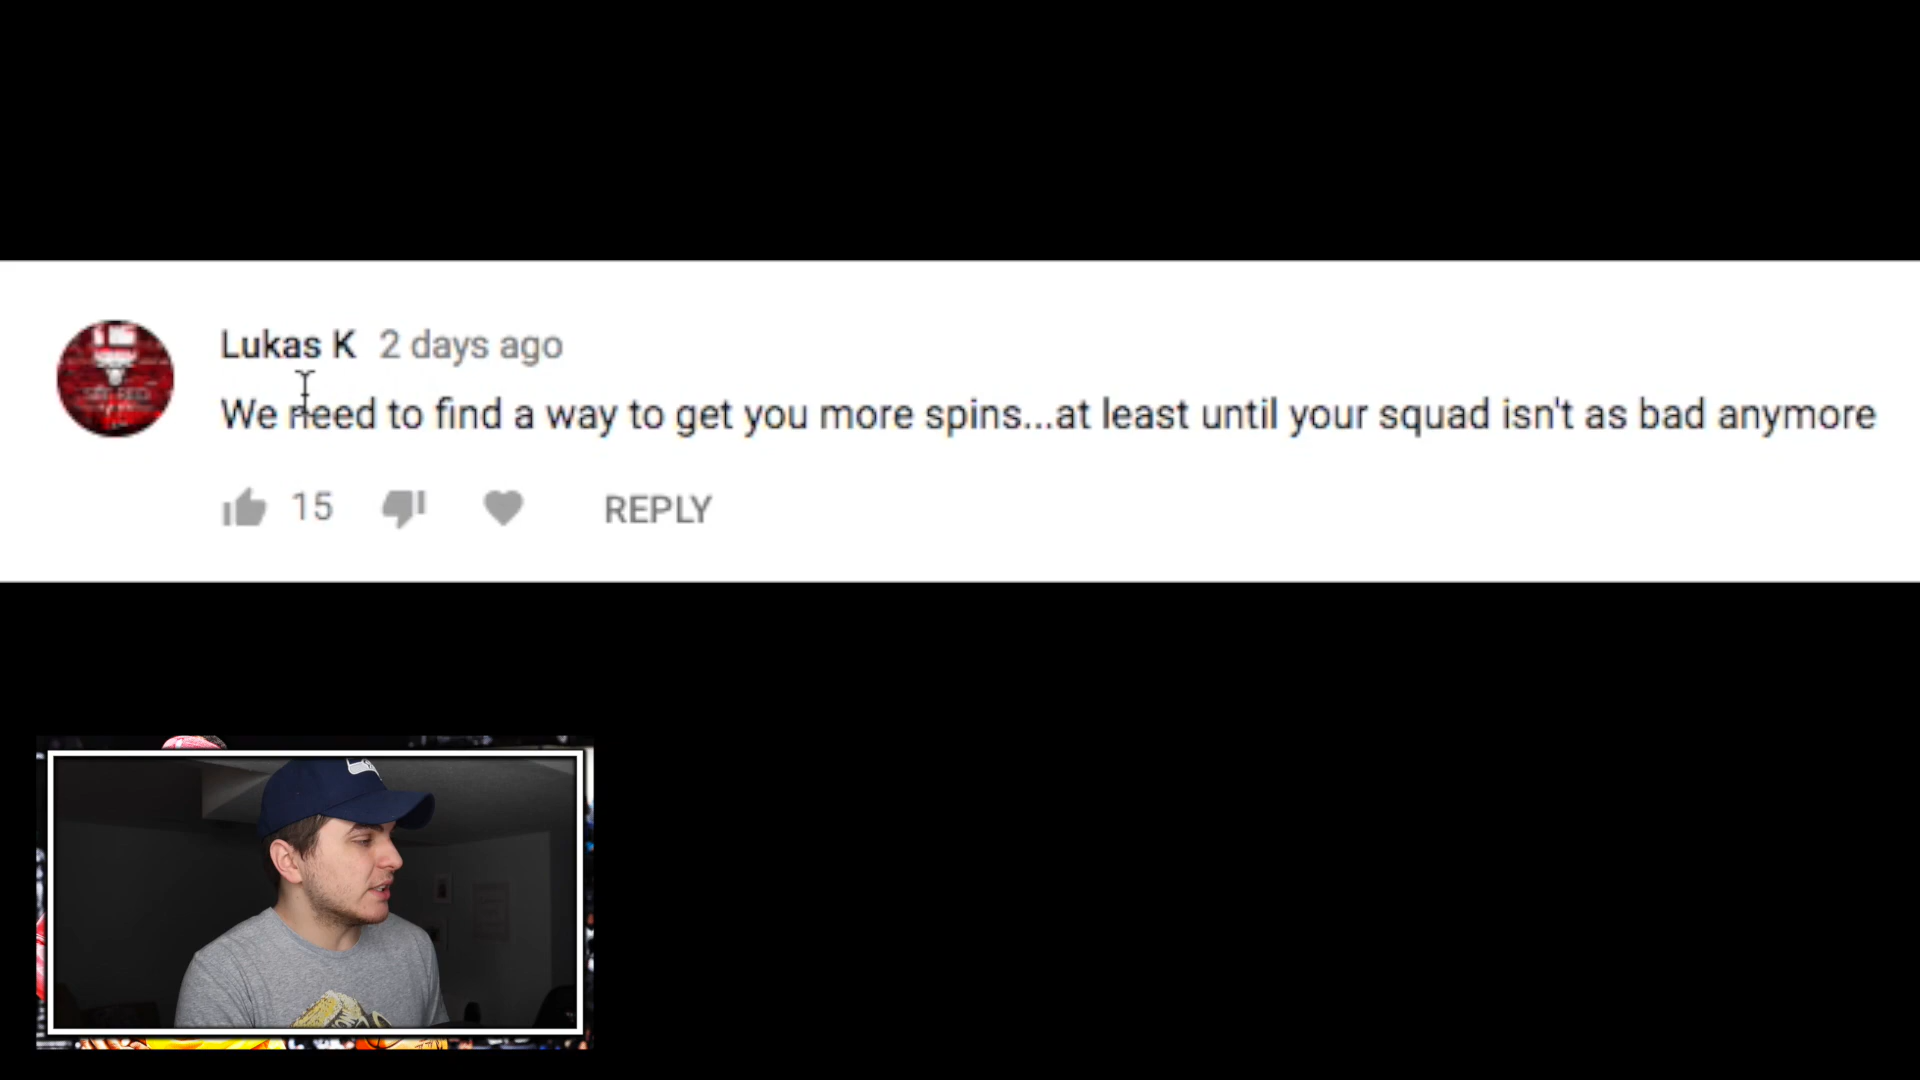 Lukas K 2 days ago
We need to find a way to get you more spins...at least until your squad isn't as bad anymore
15 REPLY